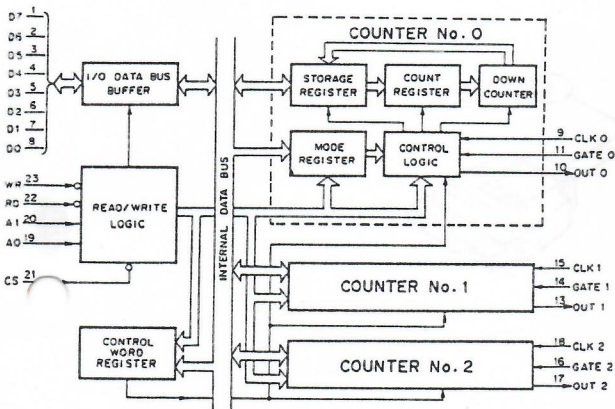 D7 1
D6 2
D5 3
D4 4
D3 5
D2 6
D1 7
D0 8
I/O DATA BUS
BUFFER
WR 23
RD 22
A1 20
A0 19
CS 21
READ/WRITE
LOGIC
CONTROL
WORD
REGISTER
INTERNAL DATA BUS
COUNTER No. 0
STORAGE
REGISTER
COUNT
REGISTER
DOWN
COUNTER
MODE
REGISTER
CONTROL
LOGIC
9 CLK 0
11 GATE 0
10 OUT 0
COUNTER No. 1
15 CLK 1
14 GATE 1
13 OUT 1
COUNTER No. 2
18 CLK 2
16 GATE 2
17 OUT 2